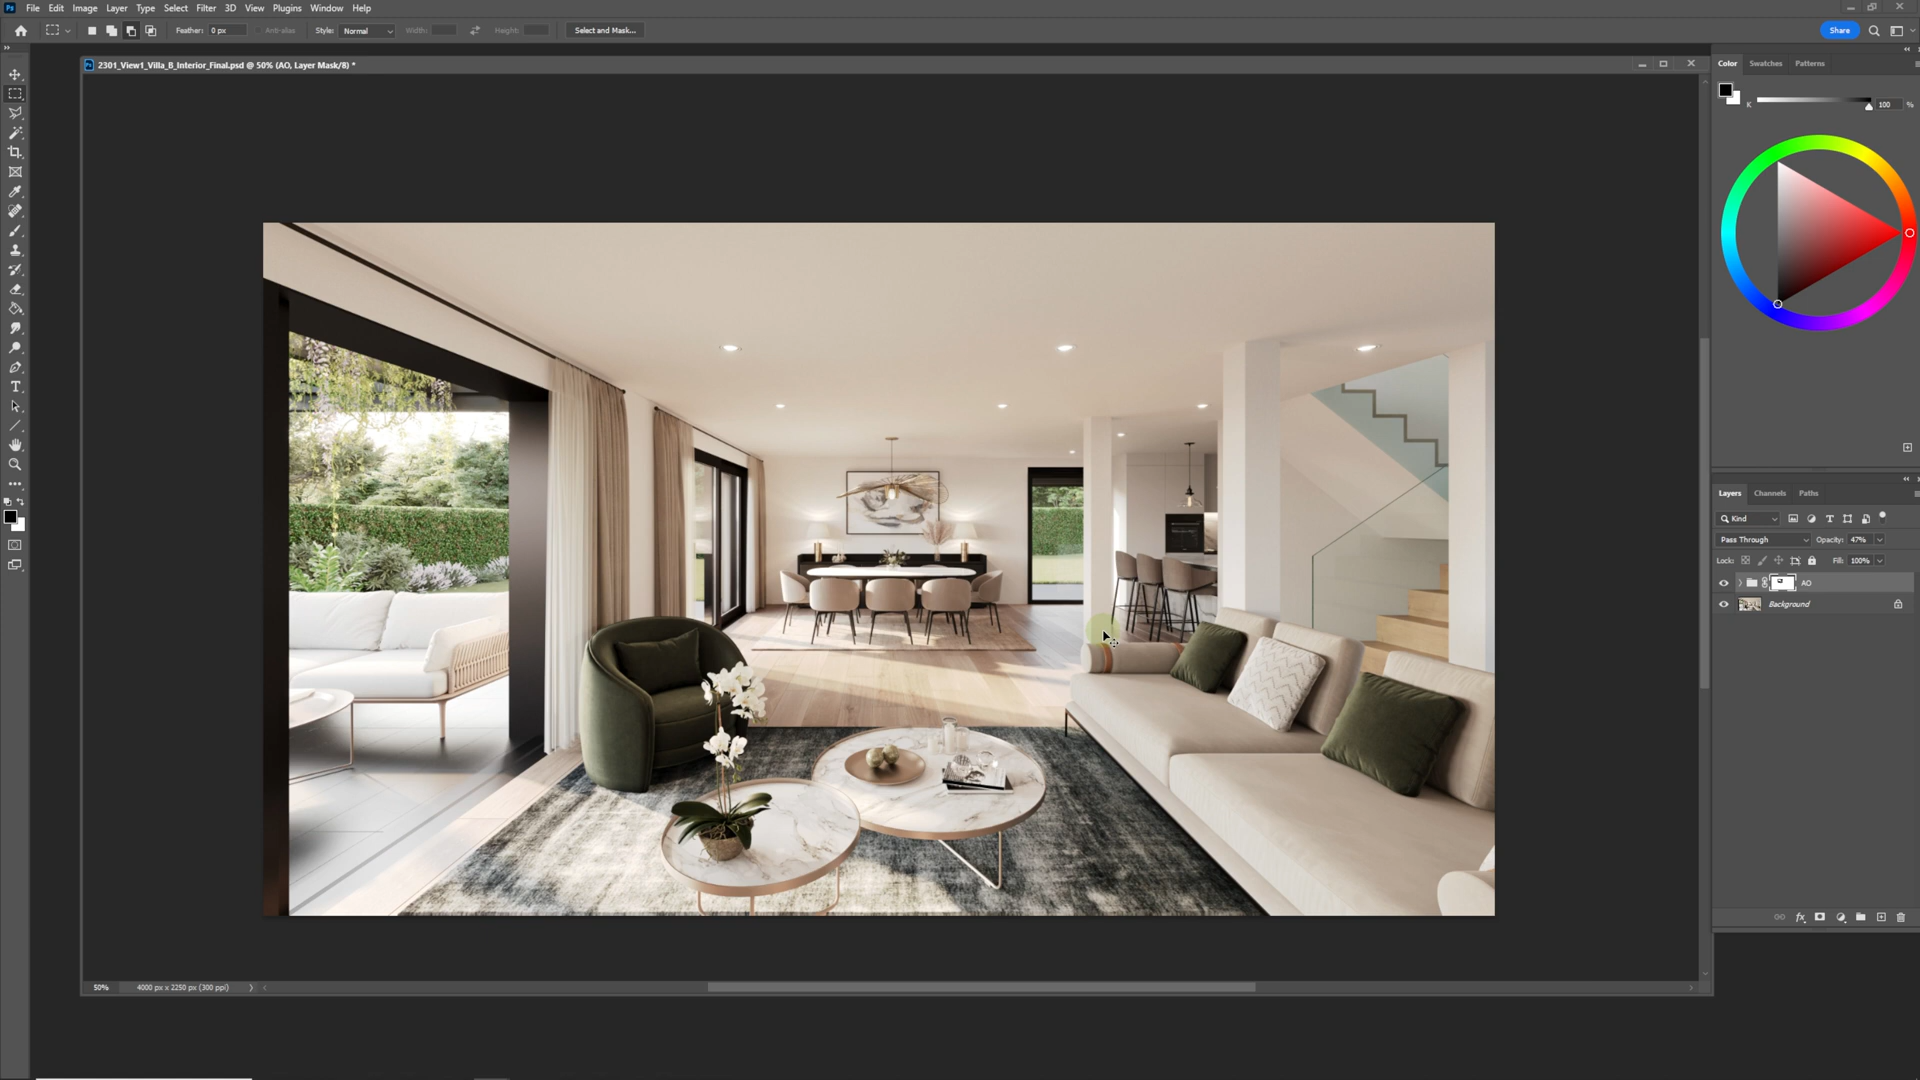 Ps File Edit Image Layer Type Select Filter 3D View Plugins Window Help
Feather: 0 px Anti-alias Style: Normal Width: Height: Select and Mask... Share
2301_View1_Villa_B_Interior_Final.psd @ 50% (AO, Layer Mask/8) *
Color Swatches Patterns
K 100 %
Layers Channels Paths
Kind
Pass Through Opacity: 47%
Lock: Fill: 100%
AO
Background
fx
50% 4000 px x 2250 px (300 ppi)